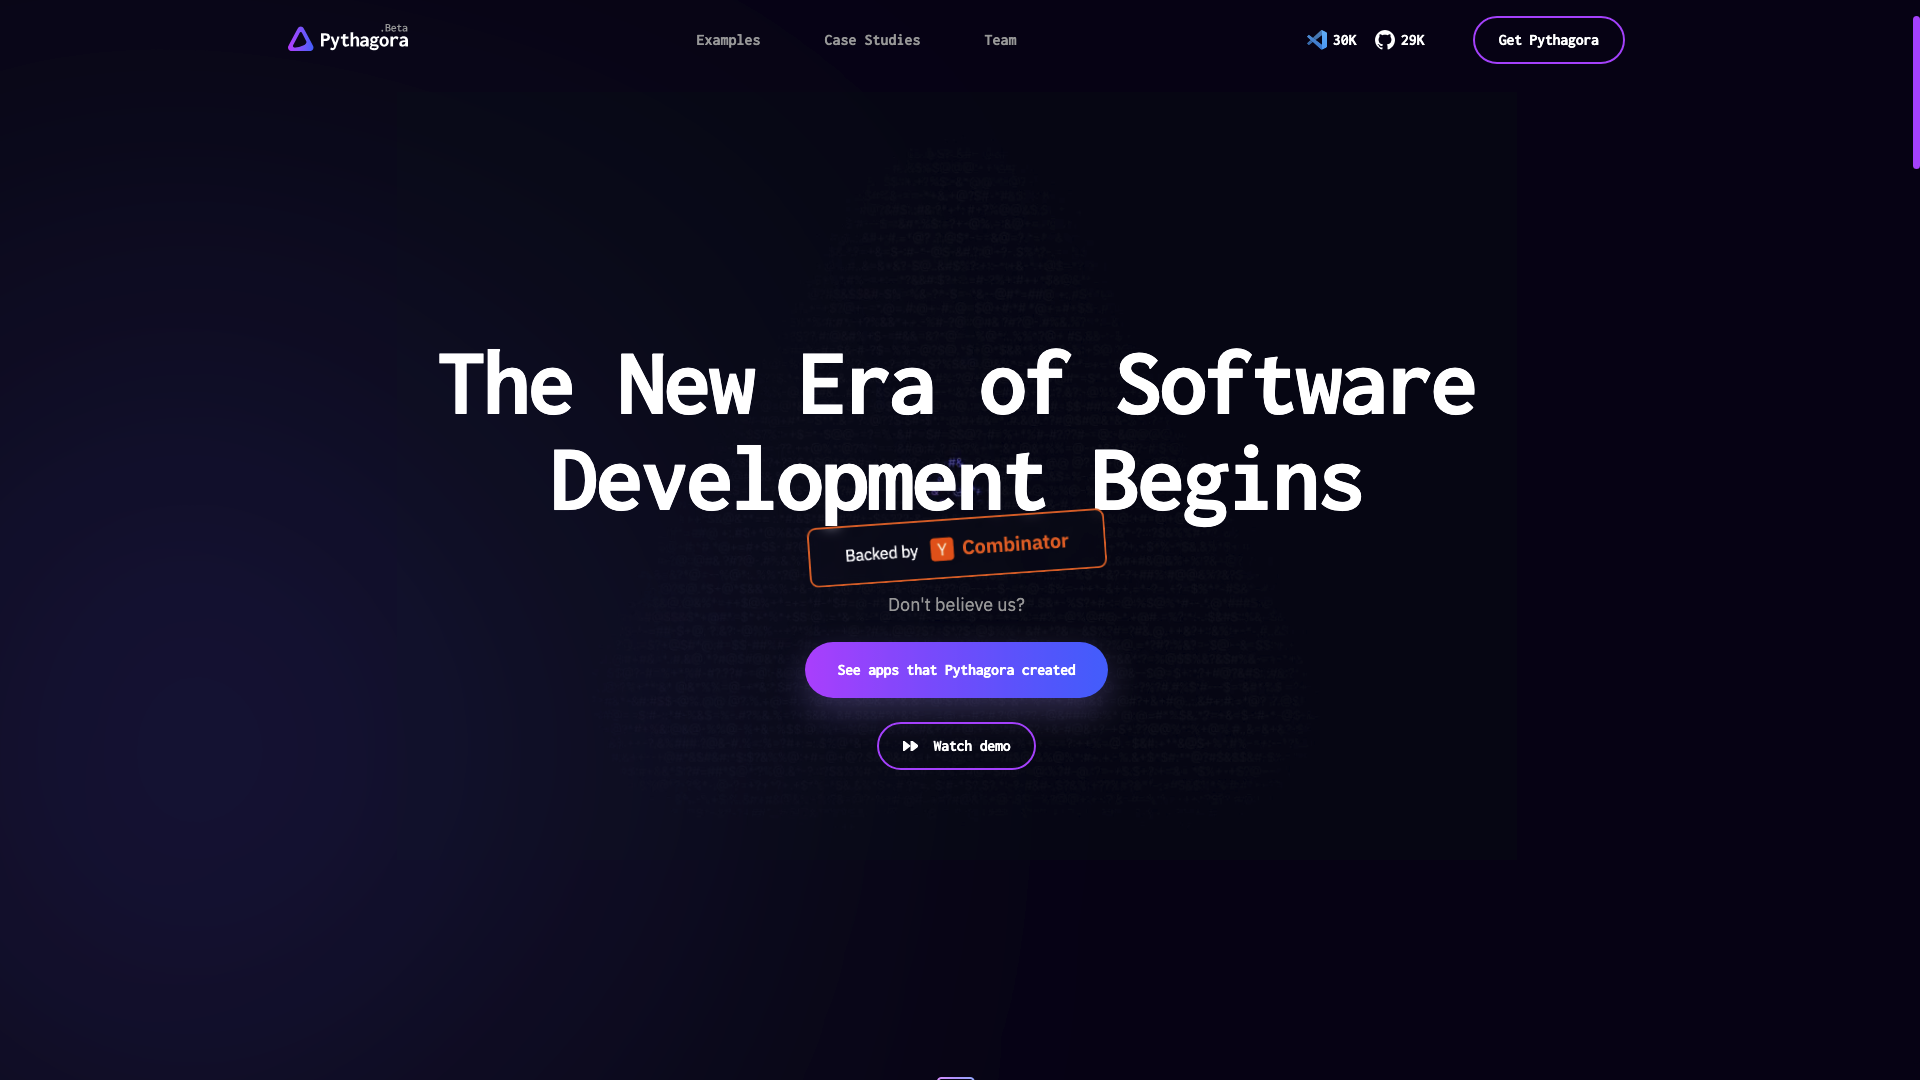 Pythagora
.Beta
Examples
Case Studies
Team
30K
29K
Get Pythagora
The New Era of Software
Development Begins
Backed by Y Combinator
Don't believe us?
See apps that Pythagora created
Watch demo